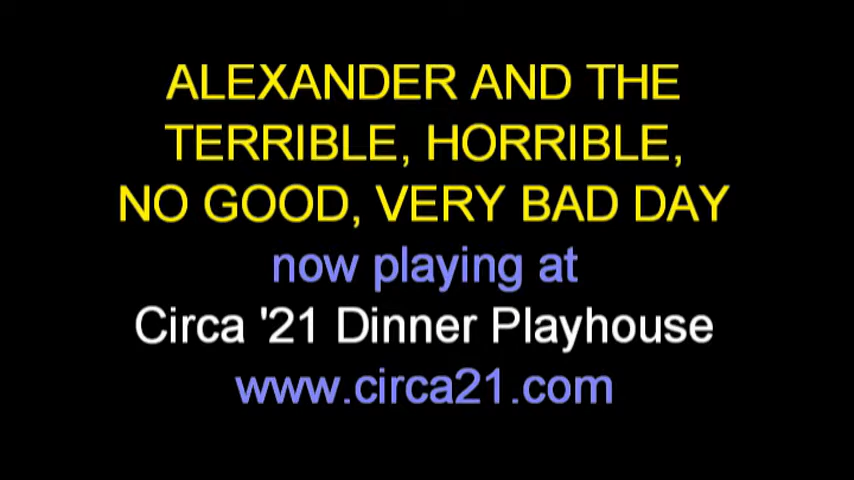 ALEXANDER AND THE
TERRIBLE, HORRIBLE,
NO GOOD, VERY BAD DAY
now playing at
Circa '21 Dinner Playhouse
www.circa21.com